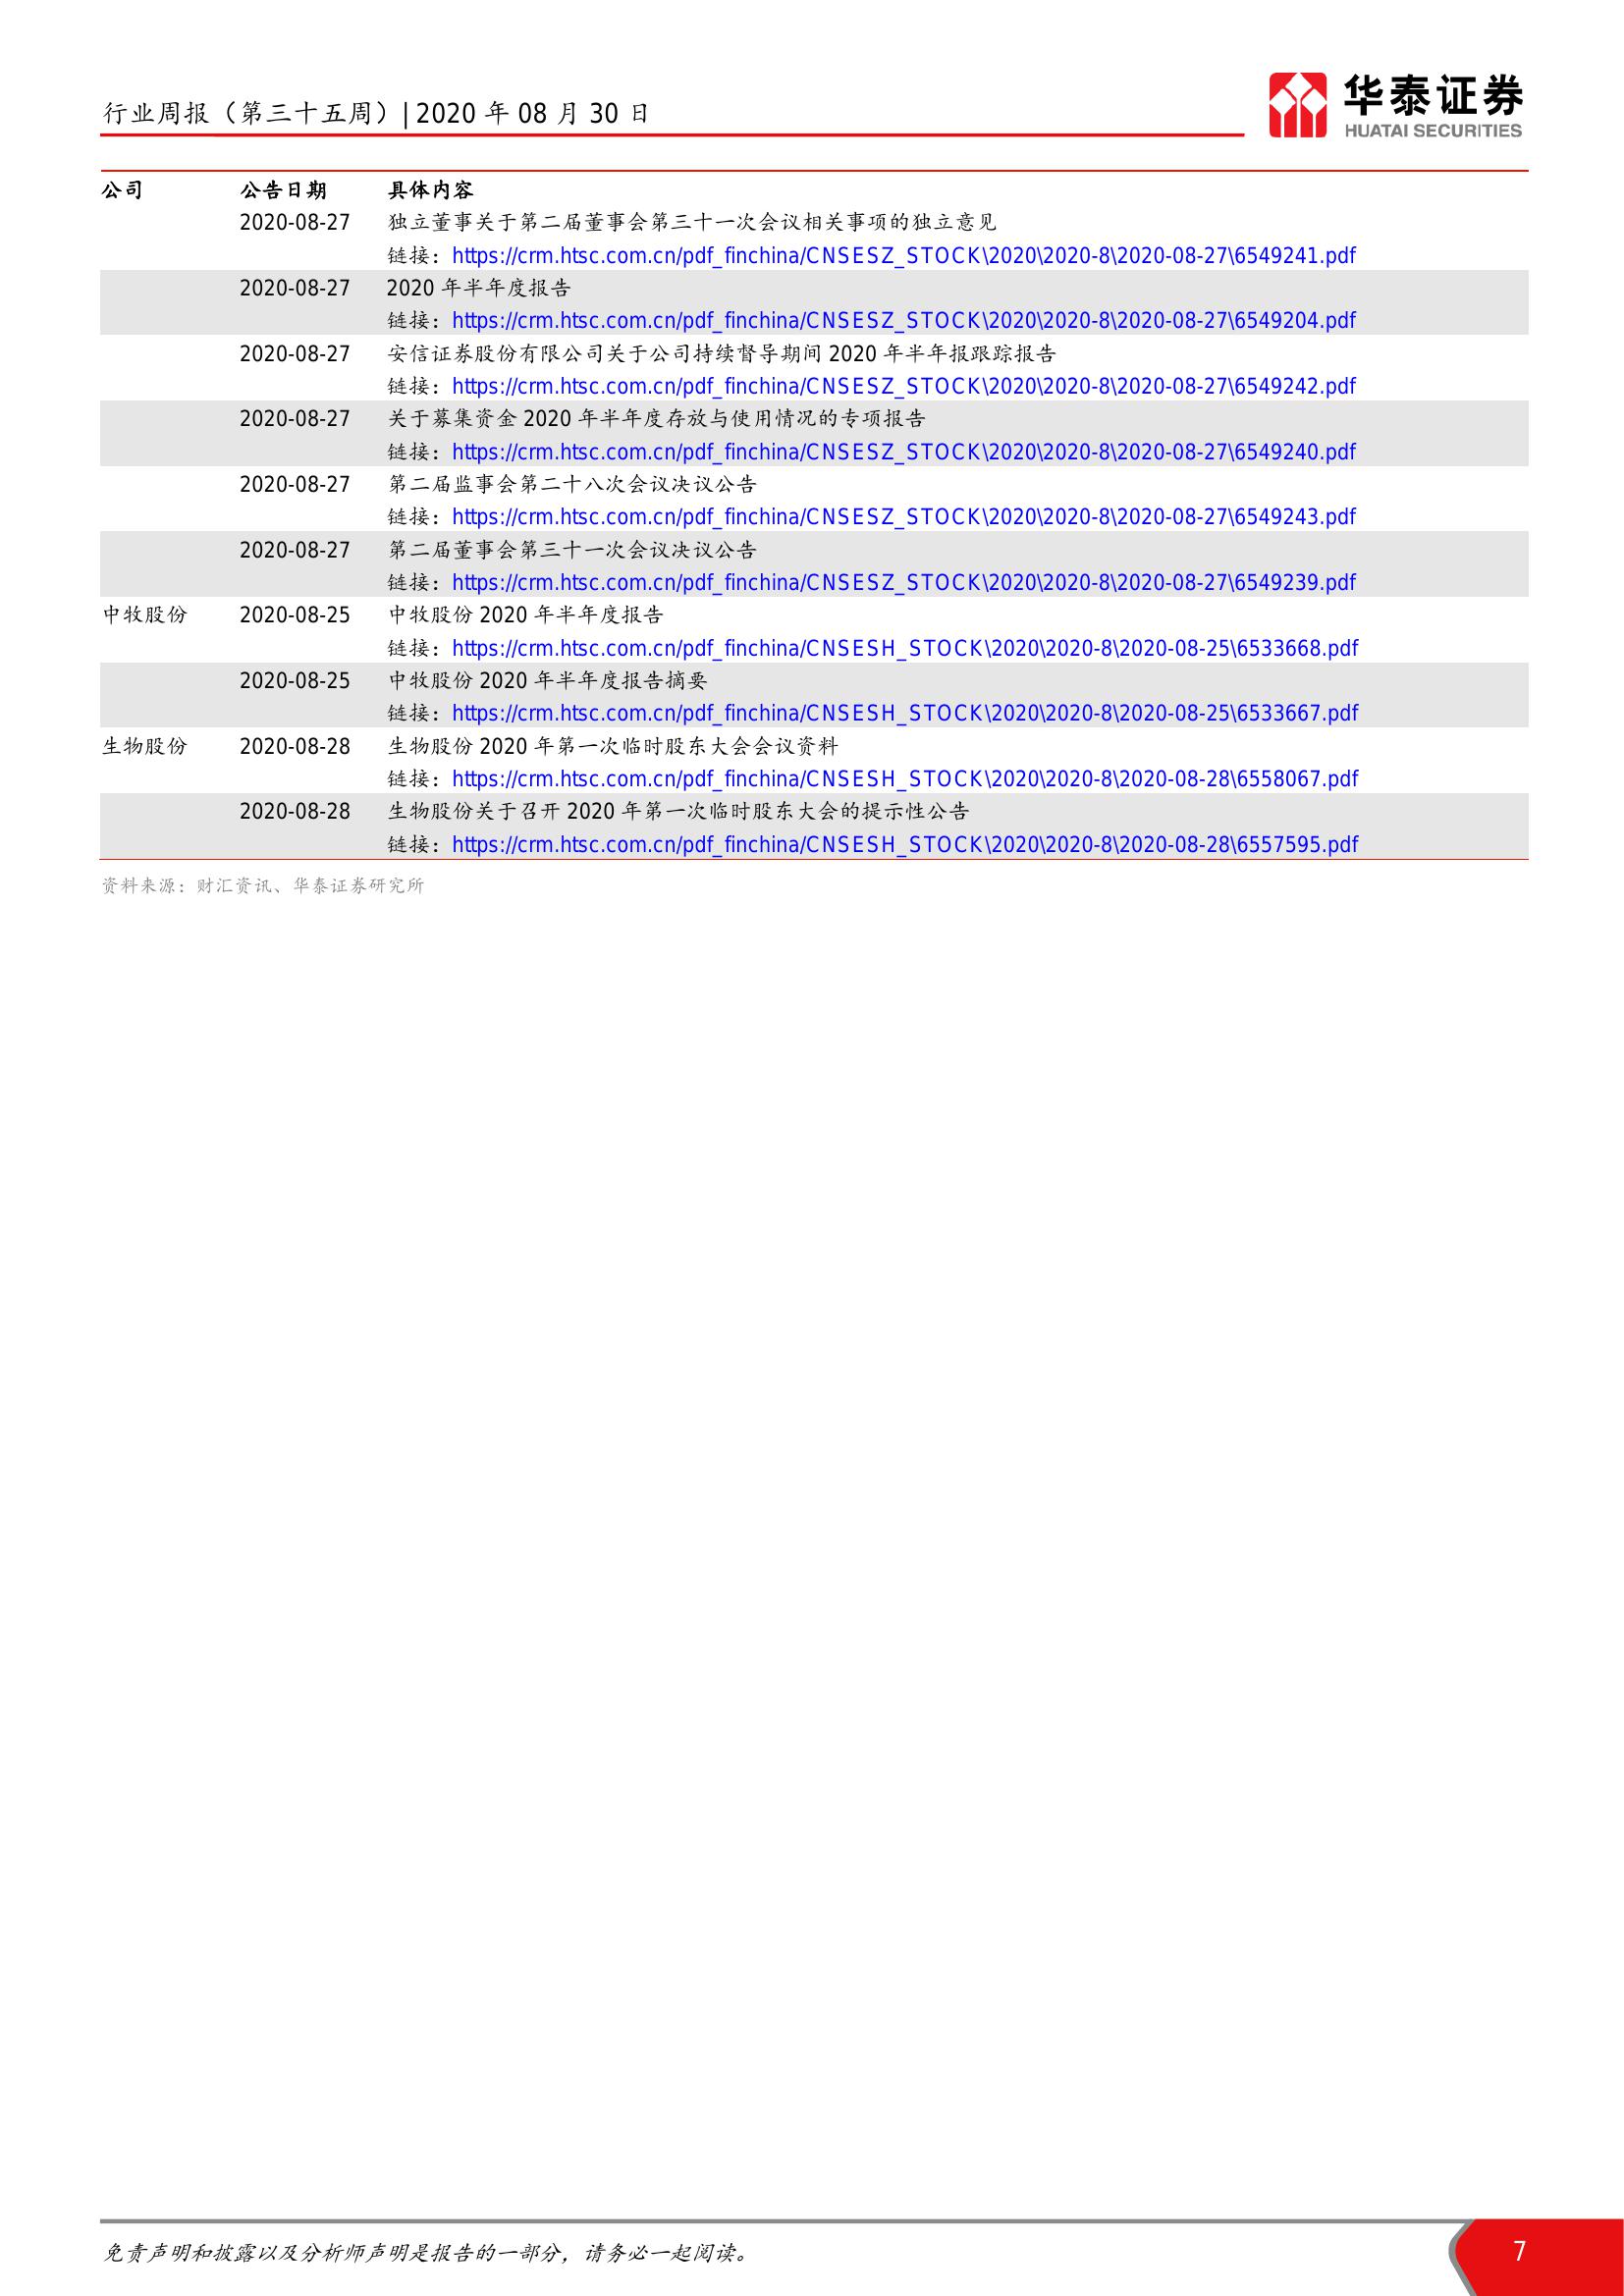 行业周报（第三十五周）| 2020 年 08 月 30 日
华泰证券
HUATAI SECURITIES
公司 公告日期 具体内容
2020-08-27 独立董事关于第二届董事会第三十一次会议相关事项的独立意见
链接：https://crm.htsc.com.cn/pdf_finchina/CNSESZ_STOCK\2020\2020-8\2020-08-27\6549241.pdf
2020-08-27 2020 年半年度报告
链接：https://crm.htsc.com.cn/pdf_finchina/CNSESZ_STOCK\2020\2020-8\2020-08-27\6549204.pdf
2020-08-27 安信证券股份有限公司关于公司持续督导期间 2020 年半年报跟踪报告
链接：https://crm.htsc.com.cn/pdf_finchina/CNSESZ_STOCK\2020\2020-8\2020-08-27\6549242.pdf
2020-08-27 关于募集资金 2020 年半年度存放与使用情况的专项报告
链接：https://crm.htsc.com.cn/pdf_finchina/CNSESZ_STOCK\2020\2020-8\2020-08-27\6549240.pdf
2020-08-27 第二届监事会第二十八次会议决议公告
链接：https://crm.htsc.com.cn/pdf_finchina/CNSESZ_STOCK\2020\2020-8\2020-08-27\6549243.pdf
2020-08-27 第二届董事会第三十一次会议决议公告
链接：https://crm.htsc.com.cn/pdf_finchina/CNSESZ_STOCK\2020\2020-8\2020-08-27\6549239.pdf
中牧股份 2020-08-25 中牧股份 2020 年半年度报告
链接：https://crm.htsc.com.cn/pdf_finchina/CNSESH_STOCK\2020\2020-8\2020-08-25\6533668.pdf
2020-08-25 中牧股份 2020 年半年度报告摘要
链接：https://crm.htsc.com.cn/pdf_finchina/CNSESH_STOCK\2020\2020-8\2020-08-25\6533667.pdf
生物股份 2020-08-28 生物股份 2020 年第一次临时股东大会会议资料
链接：https://crm.htsc.com.cn/pdf_finchina/CNSESH_STOCK\2020\2020-8\2020-08-28\6558067.pdf
2020-08-28 生物股份关于召开 2020 年第一次临时股东大会的提示性公告
链接：https://crm.htsc.com.cn/pdf_finchina/CNSESH_STOCK\2020\2020-8\2020-08-28\6557595.pdf
资料来源：财汇资讯、华泰证券研究所
免责声明和披露以及分析师声明是报告的一部分，请务必一起阅读。
7